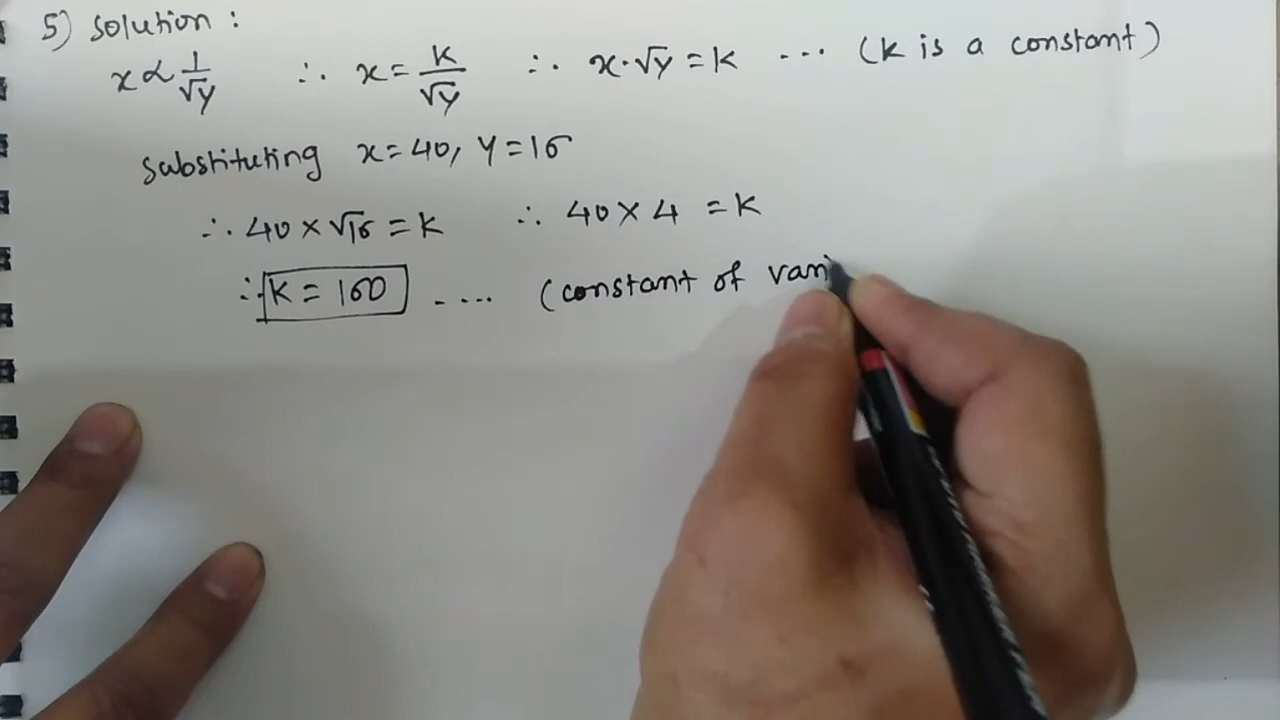 5) Solution :
x ∝ 1/√y ∴ x = K/√y ∴ x·√y = K ... (K is a constant)
Substituting x = 40, y = 16
∴ 40 × √16 = K ∴ 40 × 4 = K
∴ K = 160 .... (constant of vari